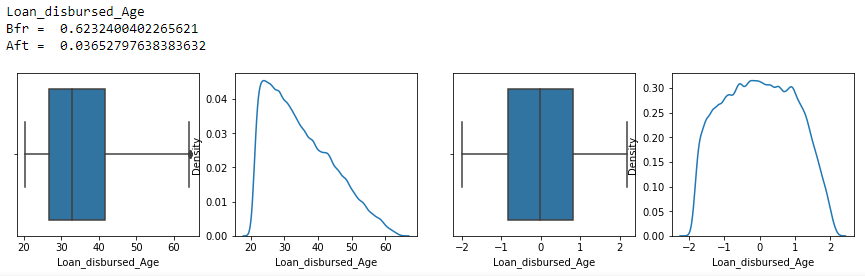 Loan_disbursed_Age
Bfr =  0.6232400402265621
Aft =  0.03652797638383632
Density
0.04
0.03
0.02
0.01
0.00
20 30 40 50 60
Loan_disbursed_Age
20 30 40 50 60
Loan_disbursed_Age
Density
0.30
0.25
0.20
0.15
0.10
0.05
0.00
−2 −1 0 1 2
Loan_disbursed_Age
−2 −1 0 1 2
Loan_disbursed_Age